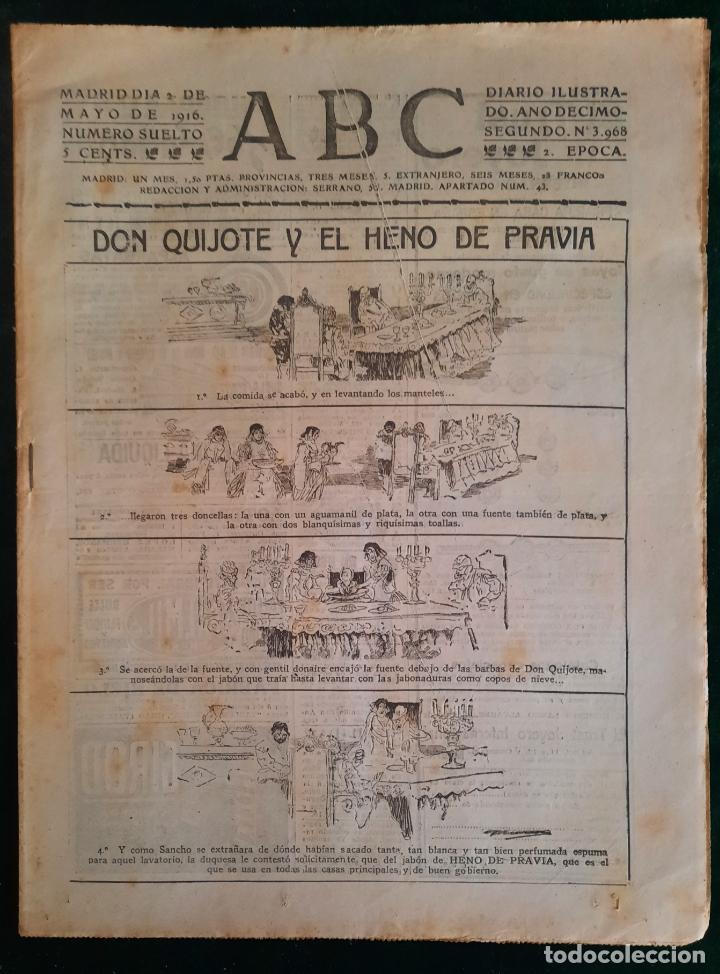 MADRID DIA 2 DE
MAYO DE 1916.
NUMERO SUELTO
5 CENTS.
ABC
DIARIO ILUSTRA-
DO. AÑO DECIMO-
SEGUNDO. N.º 3.968
2. EPOCA.
MADRID: UN MES, 1,50 PTAS. PROVINCIAS, TRES MESES, 5. EXTRANJERO, SEIS MESES, 28 FRANCOS
REDACCION Y ADMINISTRACION: SERRANO, MADRID. APARTADO NUM. 43.
DON QUIJOTE Y EL HENO DE PRAVIA
1.º La comida se acabó, y en levantando los manteles...
2.º ...llegaron tres doncellas: la una con un aguamanil de plata, la otra con una fuente también de plata, y
la otra con dos blanquísimas y riquísimas toallas.
3.º Se acercó la de la fuente, y con gentil donaire encajó la fuente debajo de las barbas de Don Quijote, ma-
noseándolas con el jabón que traía hasta levantar con las jabonaduras como copos de nieve...
4.º Y como Sancho se extrañara de dónde habían sacado tanta, tan blanca y tan bien perfumada espuma
para aquel lavatorio, la duquesa le contestó solícitamente, que del jabón de HENO DE PRAVIA, que es el
que se usa en todas las casas principales y de buen gobierno.
todocoleccion.net